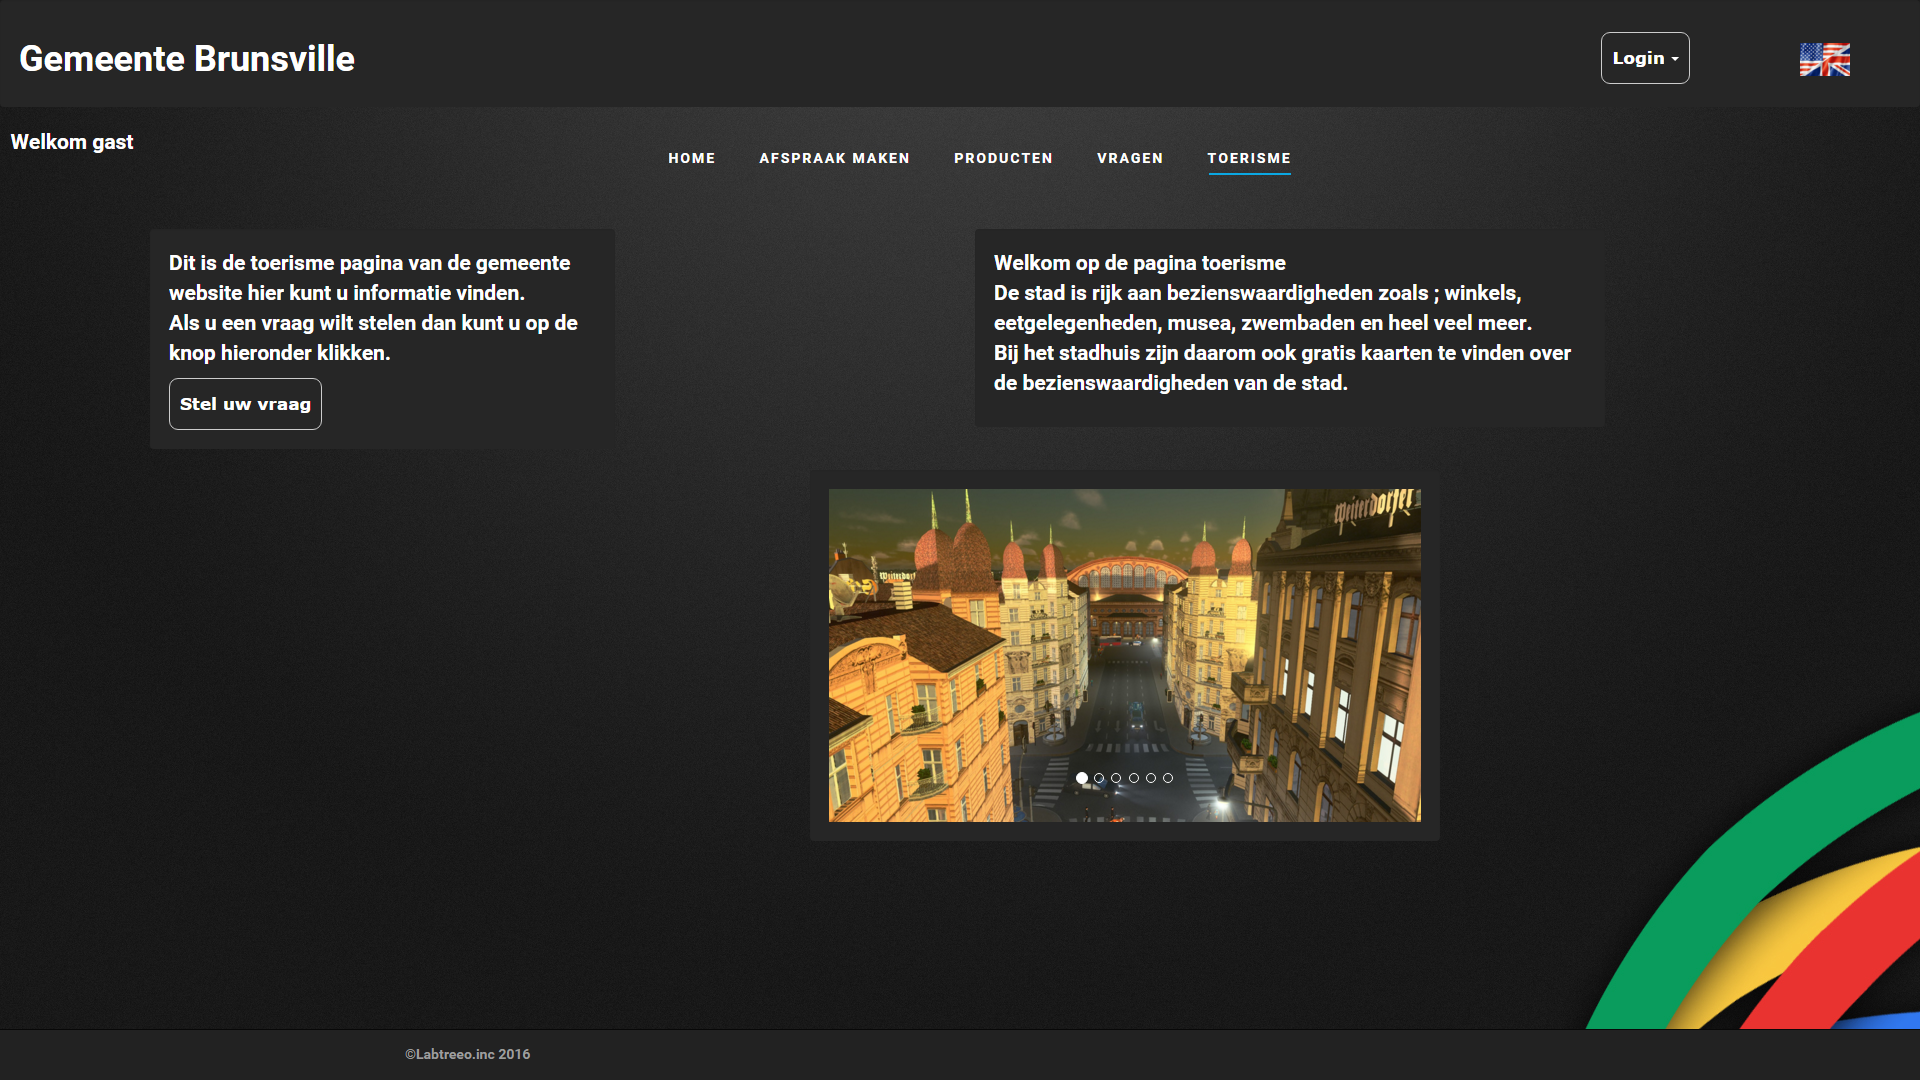 Gemeente Brunsville
Login
Welkom gast
HOME
AFSPRAAK MAKEN
PRODUCTEN
VRAGEN
TOERISME
Dit is de toerisme pagina van de gemeente
website hier kunt u informatie vinden.
Als u een vraag wilt stelen dan kunt u op de
knop hieronder klikken.
Stel uw vraag
Welkom op de pagina toerisme
De stad is rijk aan bezienswaardigheden zoals ; winkels,
eetgelegenheden, musea, zwembaden en heel veel meer.
Bij het stadhuis zijn daarom ook gratis kaarten te vinden over
de bezienswaardigheden van de stad.
Weiterdorfer
©Labtreeo.inc 2016